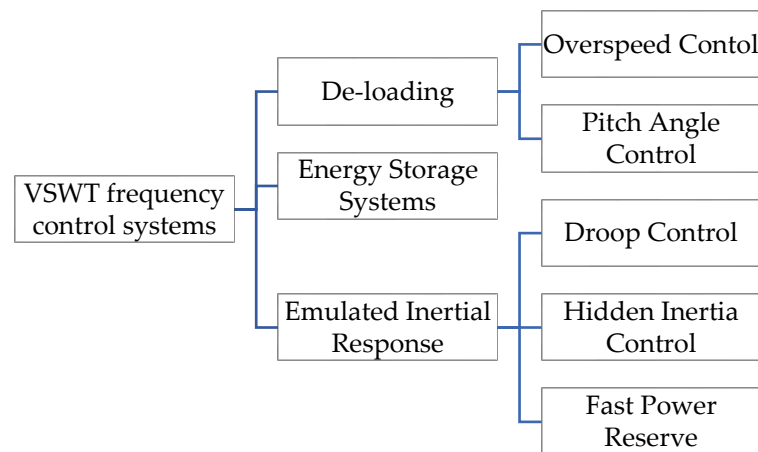 VSWT frequency
control systems
De-loading
Energy Storage
Systems
Emulated Inertial
Response
Overspeed Contol
Pitch Angle
Control
Droop Control
Hidden Inertia
Control
Fast Power
Reserve